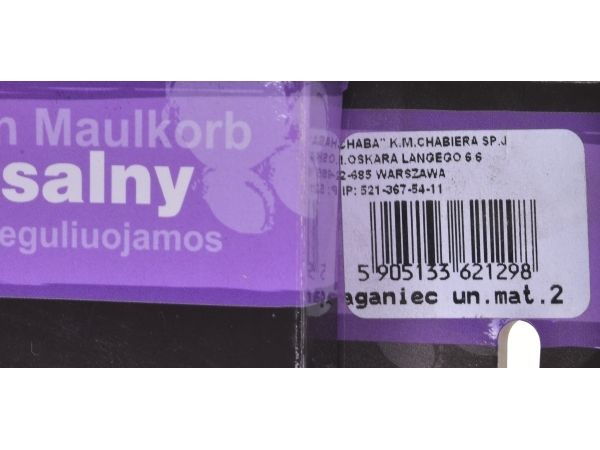 n Maulkorb
salny
eguliuojamos
CHABA" K.M.CHABIERA SP.J
OSKARA LANGEGO 6 6
-685 WARSZAWA
IP: 521-367-54-11
5 905133 621298
aganiec un.mat.2